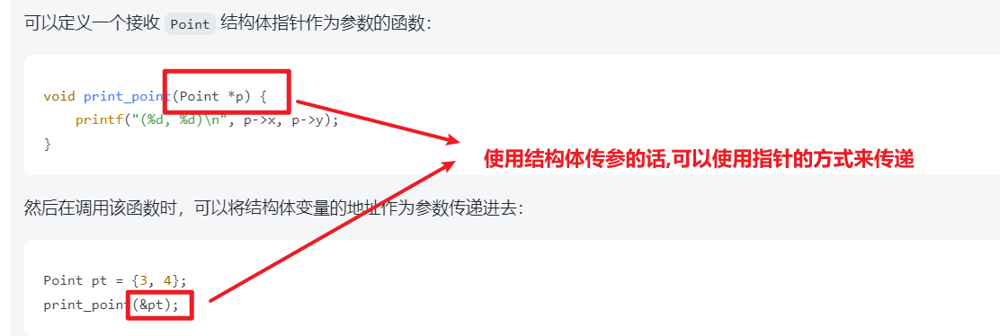 可以定义一个接收 Point 结构体指针作为参数的函数：
void print_point(Point *p) {
    printf("(%d, %d)\n", p->x, p->y);
}
使用结构体传参的话,可以使用指针的方式来传递
然后在调用该函数时，可以将结构体变量的地址作为参数传递进去：
Point pt = {3, 4};
print_point(&pt);